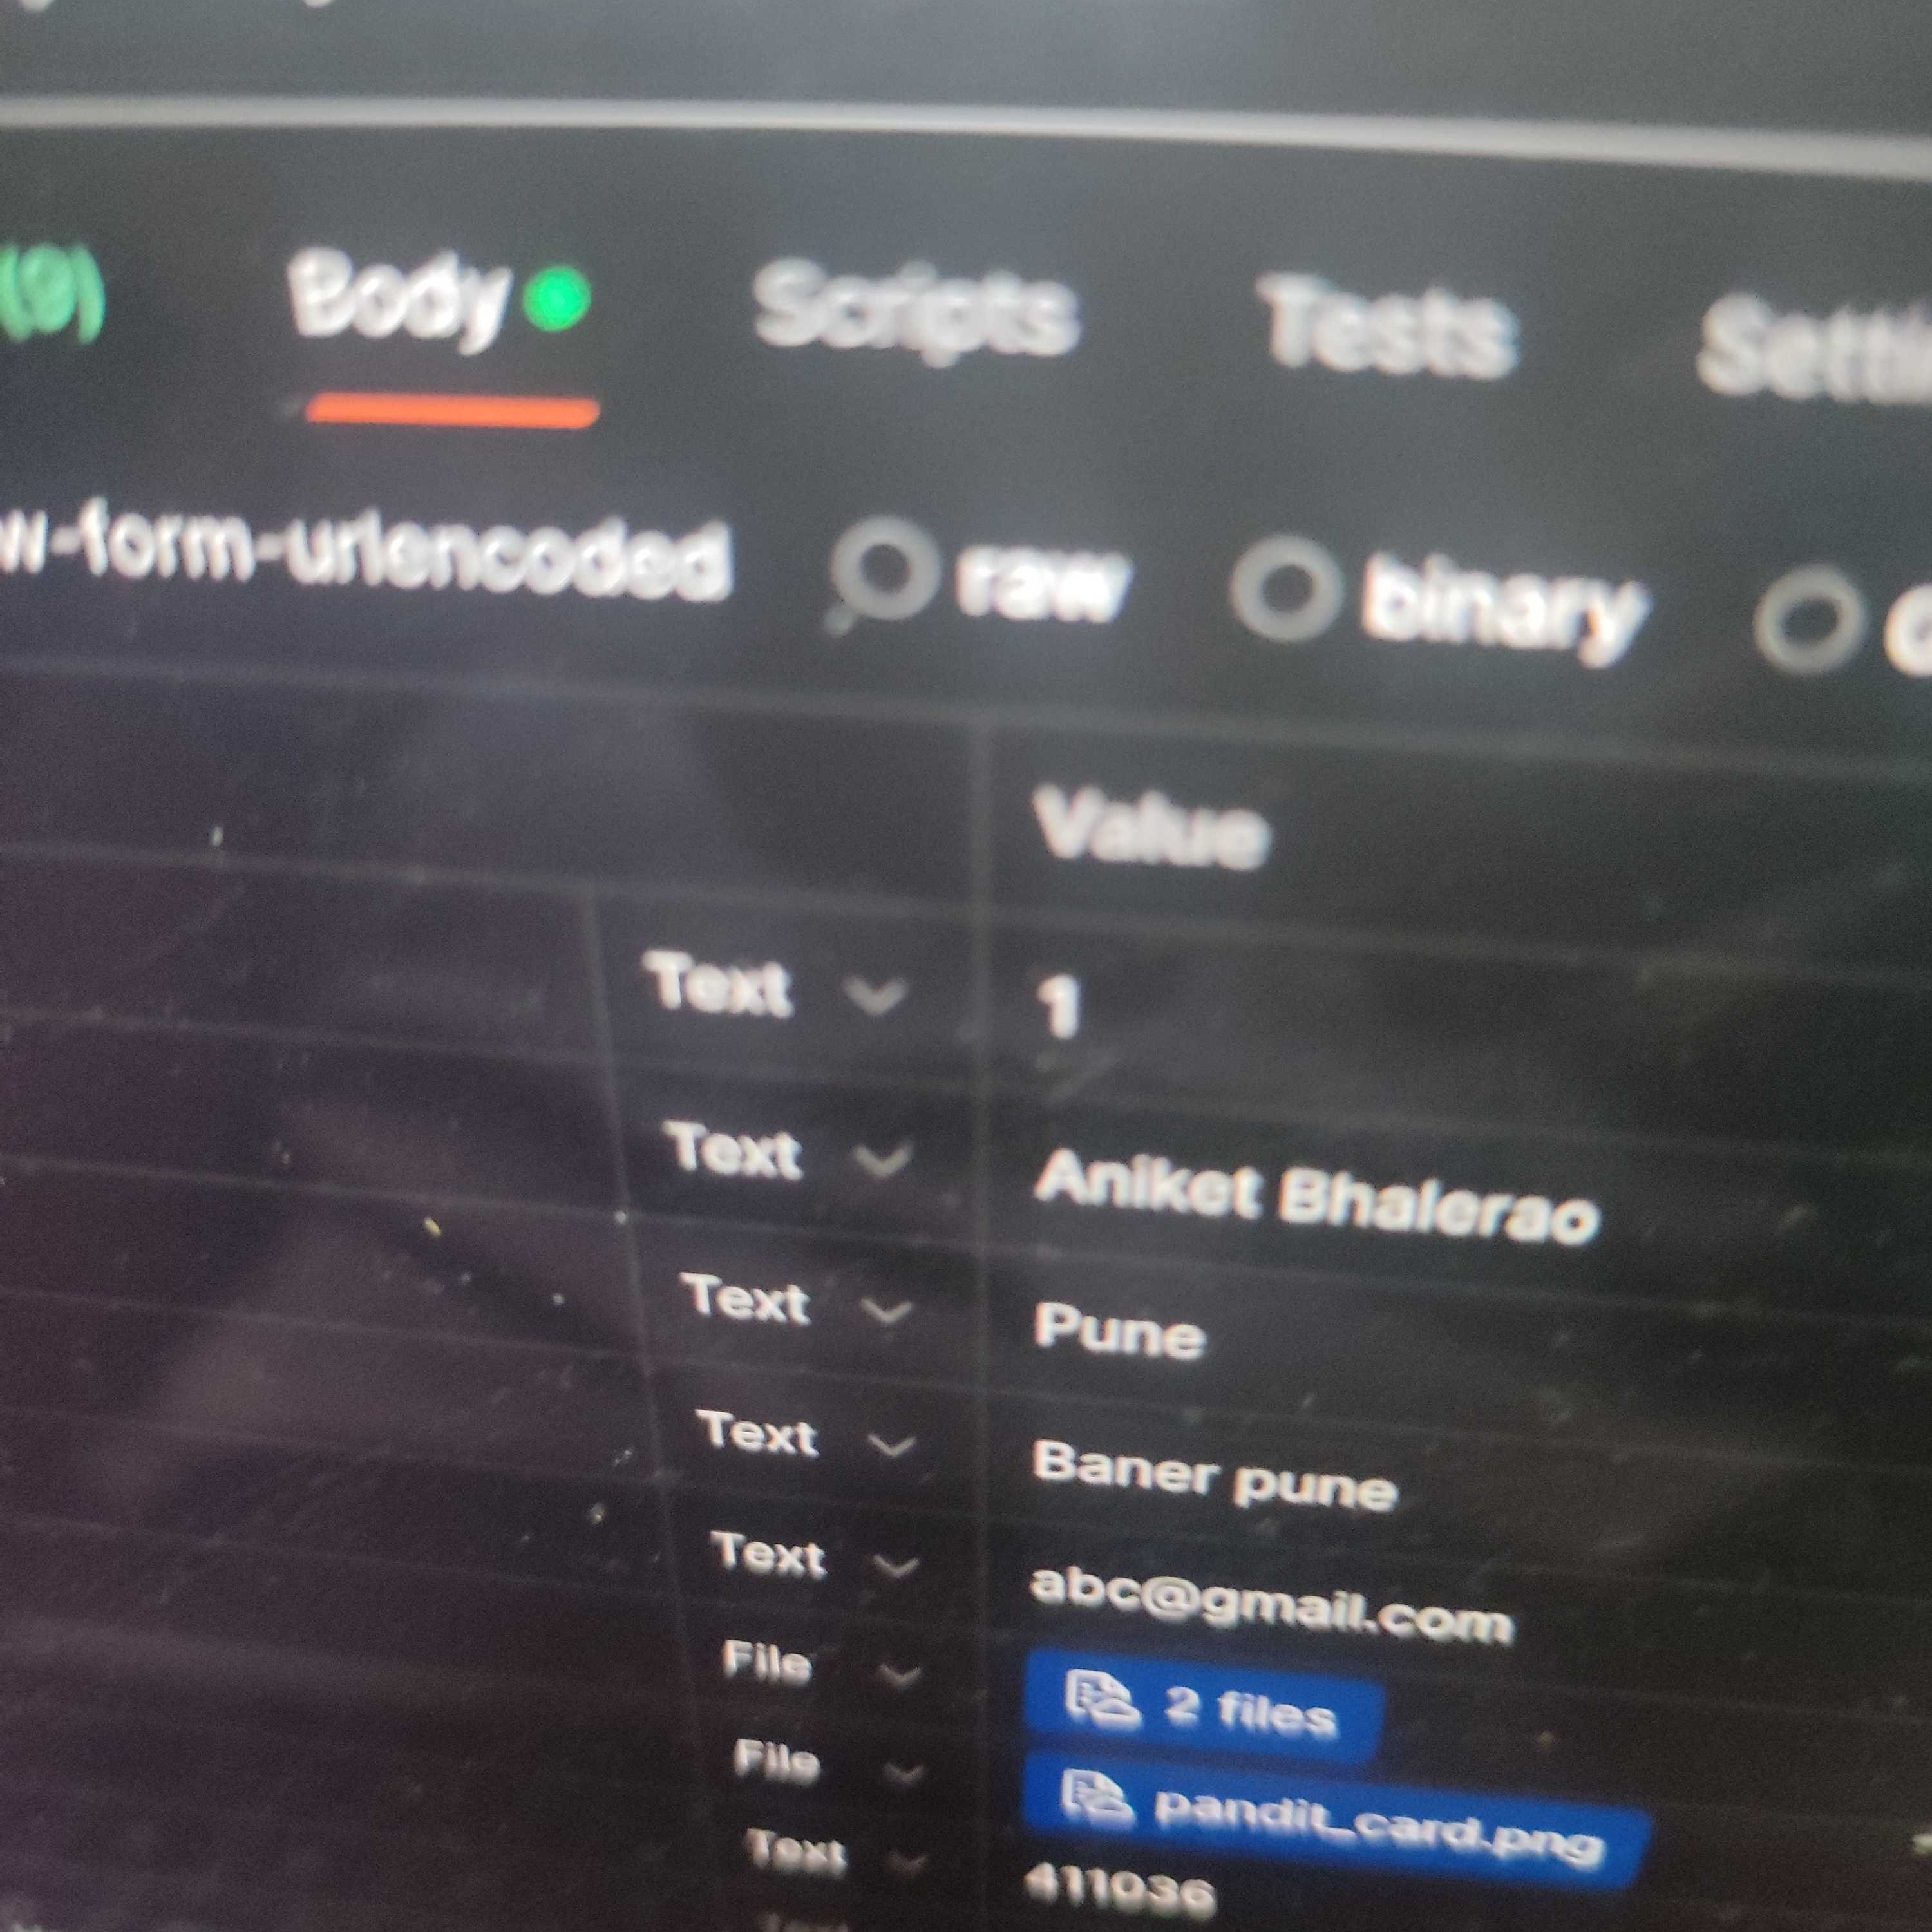 (9) Body Scripts Tests Setti
w-form-urlencoded raw binary
Value
Text 1
Text Aniket Bhalerao
Text Pune
Text Baner pune
Text abc@gmail.com
File 2 files
File pandit_card.png
Text 411036
Text